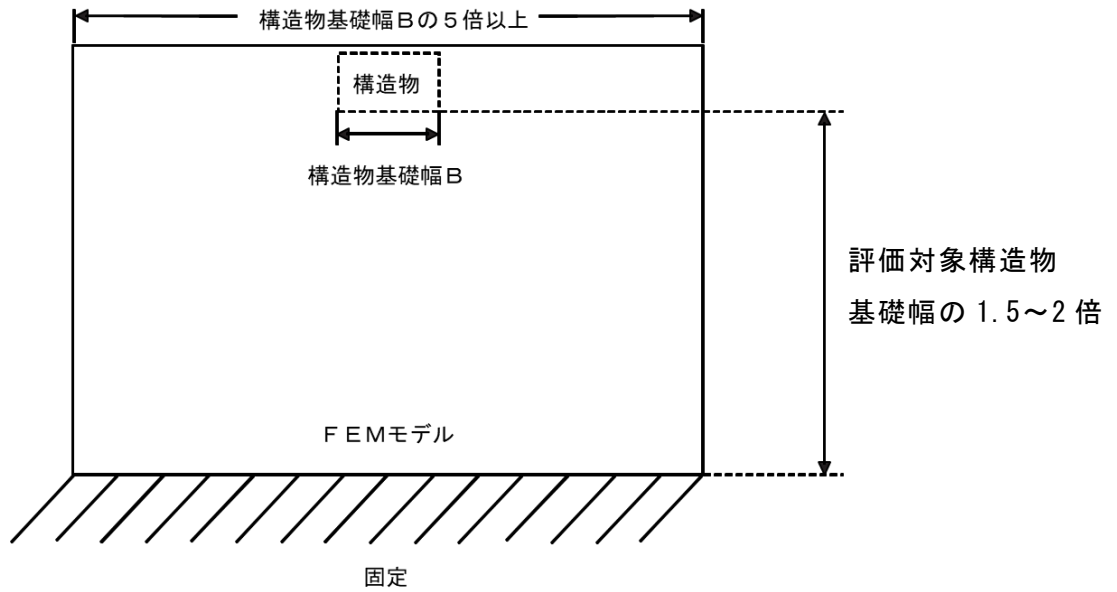 構造物基礎幅Ｂの５倍以上
構造物
構造物基礎幅Ｂ
評価対象構造物
基礎幅の 1.5～2 倍
ＦＥＭモデル
固定